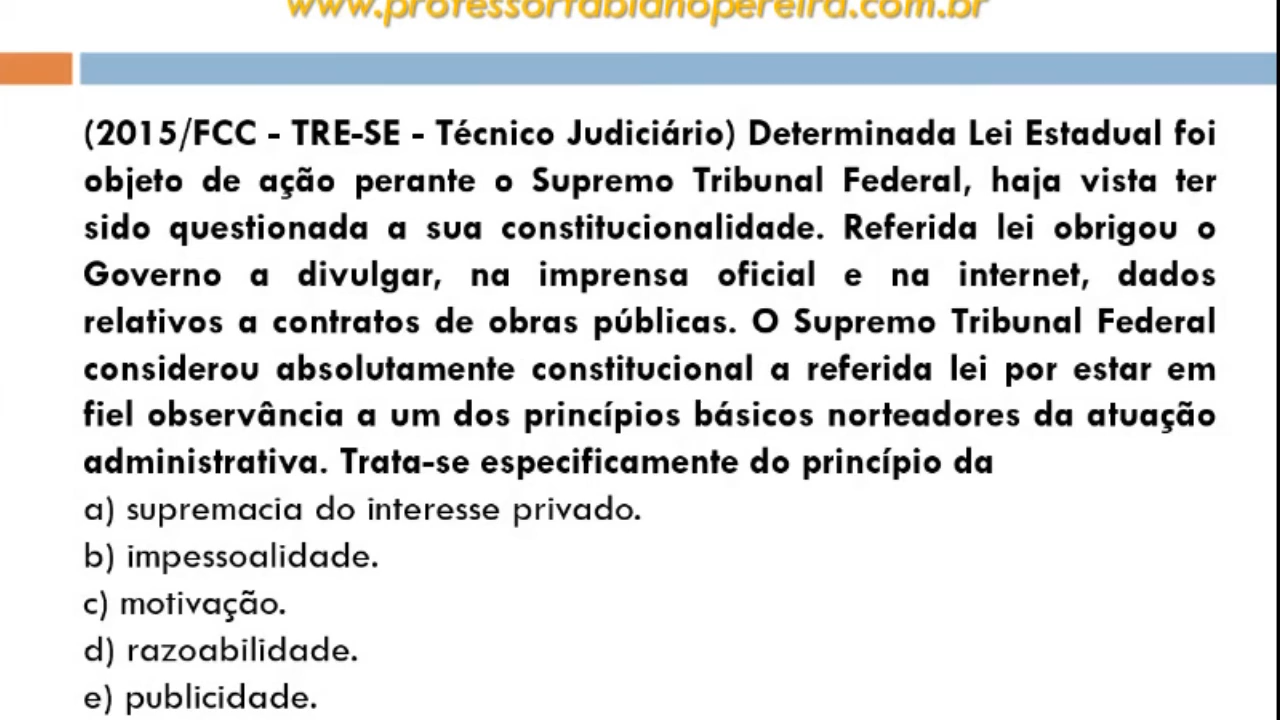 www.professorfabianopereira.com.br
(2015/FCC - TRE-SE - Técnico Judiciário) Determinada Lei Estadual foi
objeto de ação perante o Supremo Tribunal Federal, haja vista ter
sido questionada a sua constitucionalidade. Referida lei obrigou o
Governo a divulgar, na imprensa oficial e na internet, dados
relativos a contratos de obras públicas. O Supremo Tribunal Federal
considerou absolutamente constitucional a referida lei por estar em
fiel observância a um dos princípios básicos norteadores da atuação
administrativa. Trata-se especificamente do princípio da
a) supremacia do interesse privado.
b) impessoalidade.
c) motivação.
d) razoabilidade.
e) publicidade.